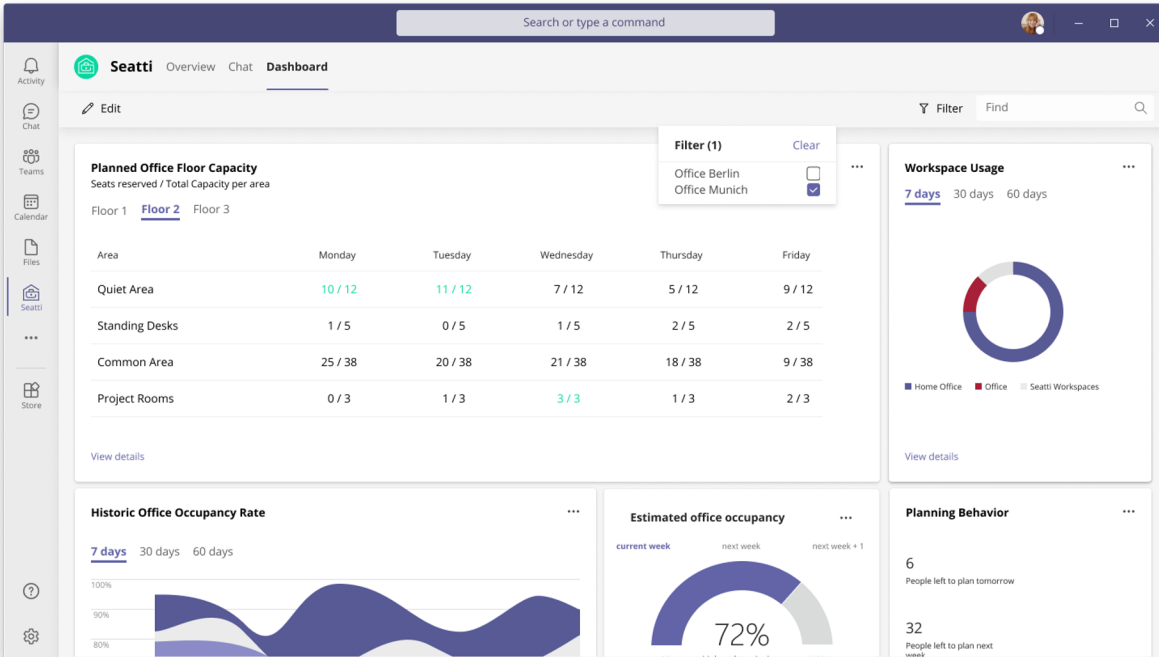 Search or type a command
Activity
Chat
Teams
Calendar
Files
Seatti
Store
Seatti Overview Chat Dashboard
Edit
Filter Find
Filter (1) Clear
Office Berlin
Office Munich
Planned Office Floor Capacity
Seats reserved / Total Capacity per area
Floor 1 Floor 2 Floor 3
Area Monday Tuesday Wednesday Thursday Friday
Quiet Area 10 / 12 11 / 12 7 / 12 5 / 12 9 / 12
Standing Desks 1 / 5 0 / 5 1 / 5 2 / 5 2 / 5
Common Area 25 / 38 20 / 38 21 / 38 18 / 38 9 / 38
Project Rooms 0 / 3 1 / 3 3 / 3 1 / 3 2 / 3
View details
Workspace Usage
7 days 30 days 60 days
Home Office Office Seatti Workspaces
View details
Historic Office Occupancy Rate
7 days 30 days 60 days
100%
90%
80%
Estimated office occupancy
current week next week next week + 1
72%
Planning Behavior
6
People left to plan tomorrow
32
People left to plan next
week